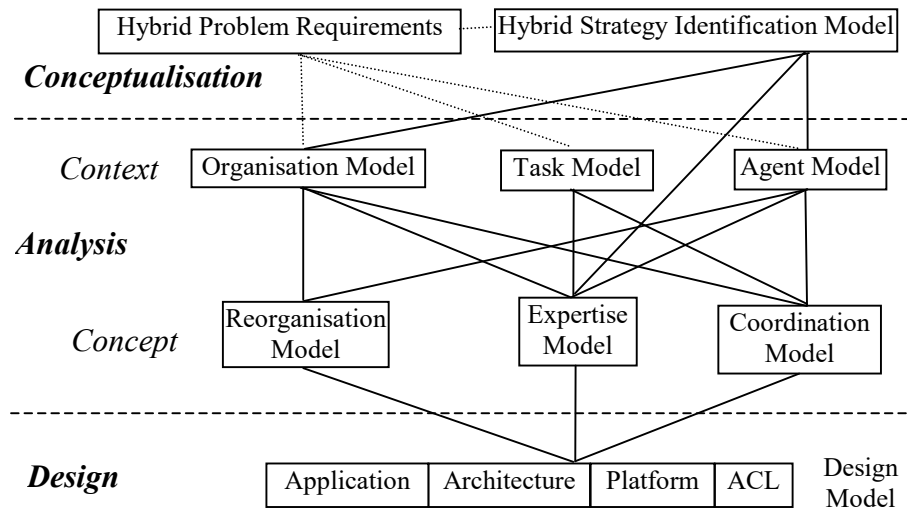 Hybrid Problem Requirements
Hybrid Strategy Identification Model
Conceptualisation
Context
Organisation Model
Task Model
Agent Model
Analysis
Concept
Reorganisation
Model
Expertise
Model
Coordination
Model
Design
Application
Architecture
Platform
ACL
Design
Model